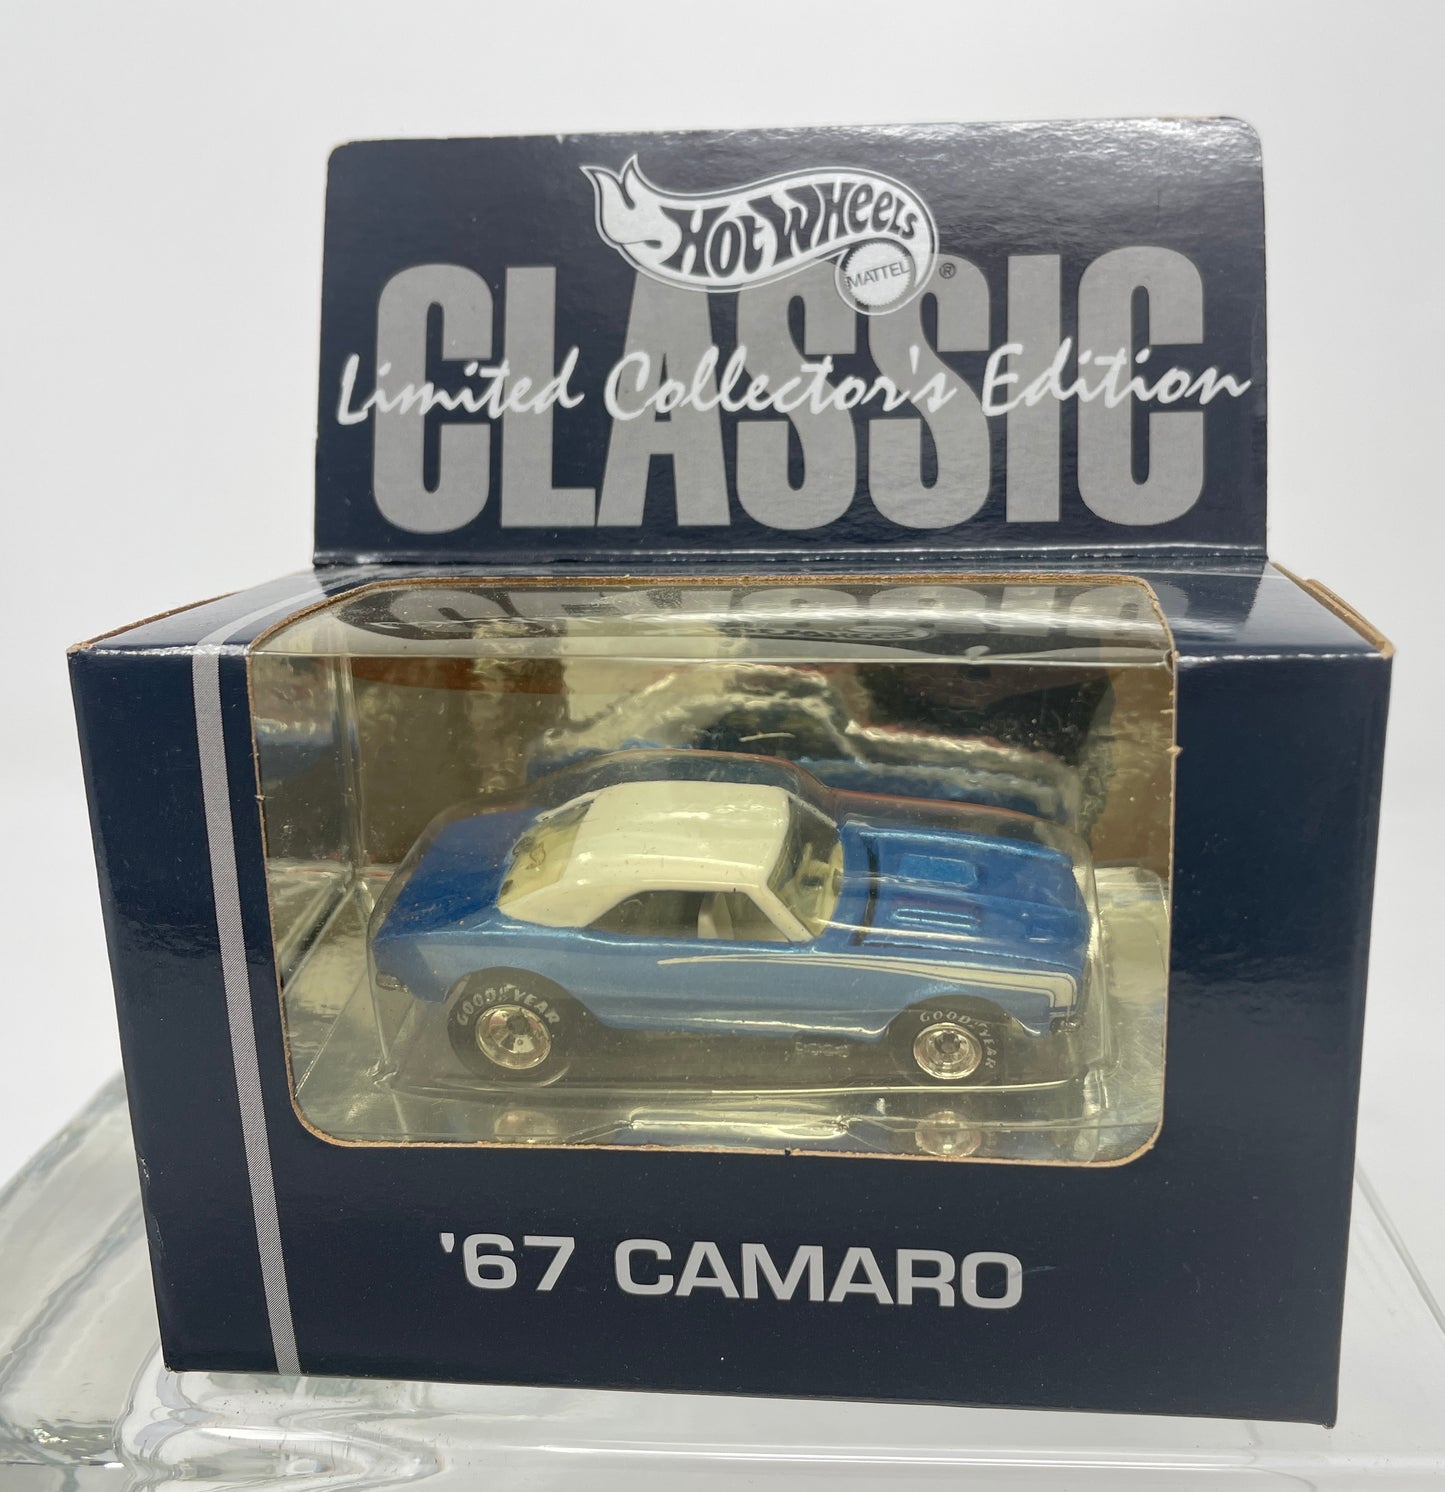 HOT WHEELS
MATTEL
®
CLASSIC
Limited Collector's Edition
GOODYEAR
GOODYEAR
'67 CAMARO